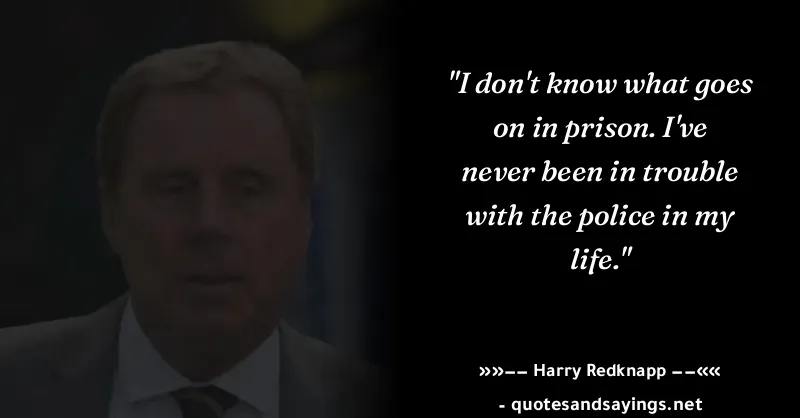 "I don't know what goes
on in prison. I've
never been in trouble
with the police in my
life."
»»–– Harry Redknapp ––««
- quotesandsayings.net